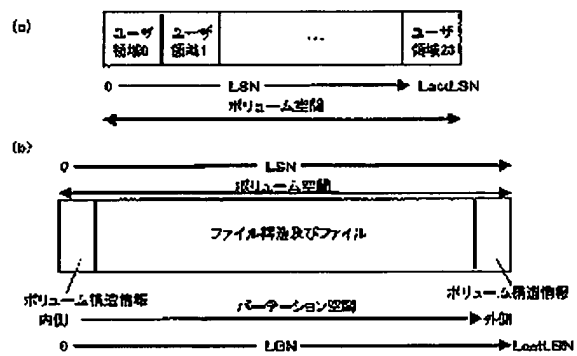 (a)
ユーザ
領域0
ユーザ
領域1
...
ユーザ
領域23
0 LSN LastLSN
ボリューム空間
(b)
0 LSN
ボリューム空間
ファイル構造及びファイル
ボリューム構造情報
ボリューム構造情報
内側
パーテーション空間
外側
0 LBN LastLBN